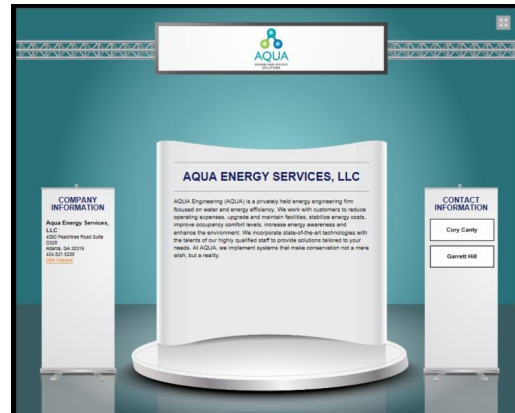 AQUA
AQUA ENERGY SERVICES, LLC
AQUA Engineering (AQUA) is a privately held energy engineering firm
focused on water and energy efficiency. We work with customers to reduce
operating expenses, upgrade and maintain facilities, stabilize energy costs,
improve occupancy comfort levels, increase energy awareness and
enhance the environment. We incorporate state-of-the-art technologies with
the talents of our highly qualified staff to provide solutions tailored to your
needs. At AQUA, we implement systems that make conservation not a mere
wish, but a reality.
COMPANY
INFORMATION
Aqua Energy Services,
LLC
4060 Peachtree Road Suite
D325
Atlanta, GA 30319
404.521.5255
Visit Website
CONTACT
INFORMATION
Cory Canty
Garrett Hill